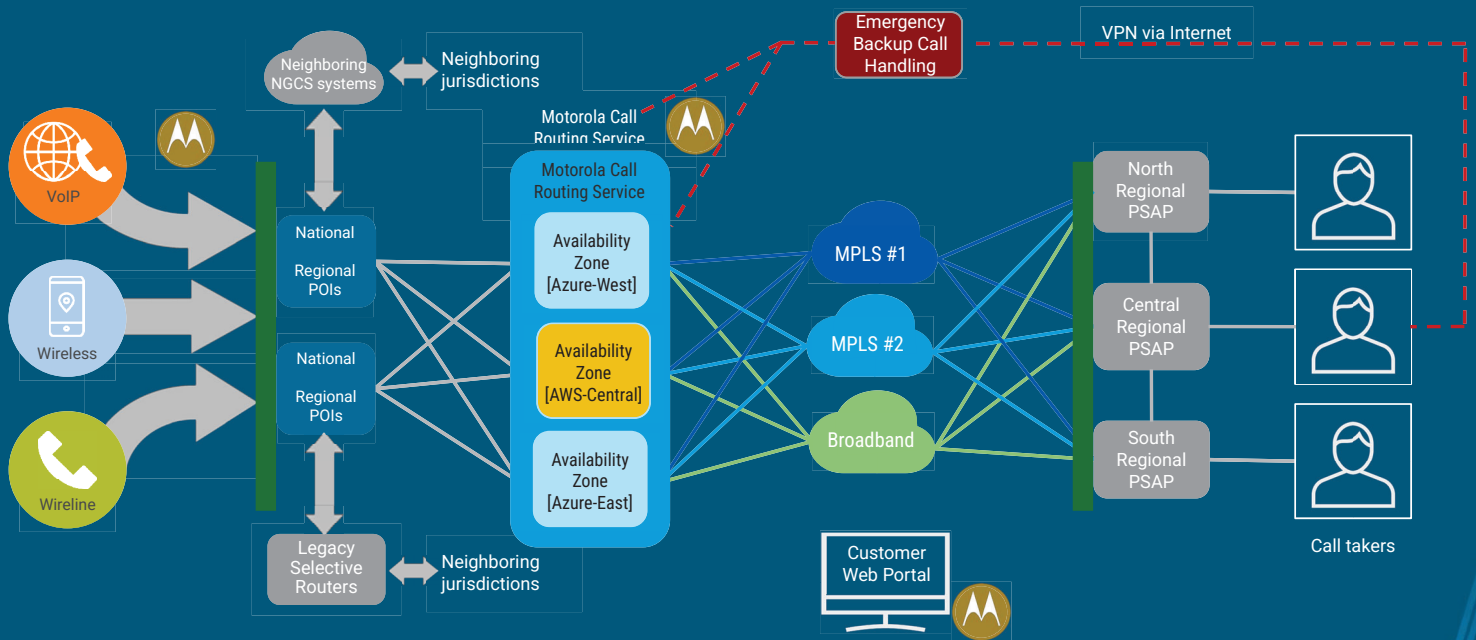 Emergency
Backup Call
Handling
VPN via Internet
Neighboring
NGCS systems
Neighboring
jurisdictions
Motorola Call
Routing Service
VoIP
Wireless
Wireline
National
Regional
POIs
National
Regional
POIs
Legacy
Selective
Routers
Neighboring
jurisdictions
Motorola Call
Routing Service
Availability
Zone
[Azure-West]
Availability
Zone
[AWS-Central]
Availability
Zone
[Azure-East]
MPLS #1
MPLS #2
Broadband
North
Regional
PSAP
Central
Regional
PSAP
South
Regional
PSAP
Call takers
Customer
Web Portal